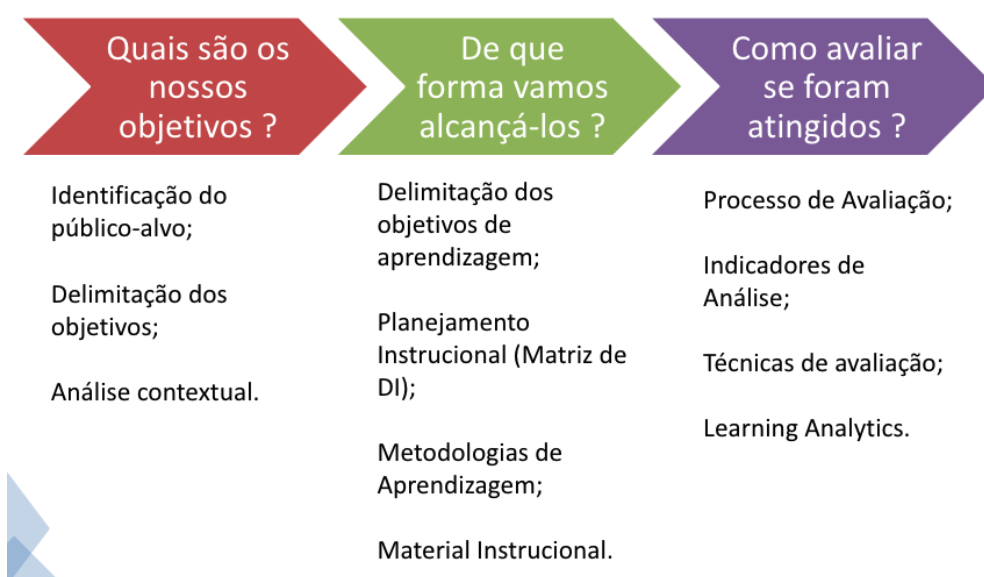 Quais são os
nossos
objetivos ?
De que
forma vamos
alcançá-los ?
Como avaliar
se foram
atingidos ?
Identificação do
público-alvo;
Delimitação dos
objetivos;
Análise contextual.
Delimitação dos
objetivos de
aprendizagem;
Planejamento
Instrucional (Matriz de
DI);
Metodologias de
Aprendizagem;
Material Instrucional.
Processo de Avaliação;
Indicadores de
Análise;
Técnicas de avaliação;
Learning Analytics.